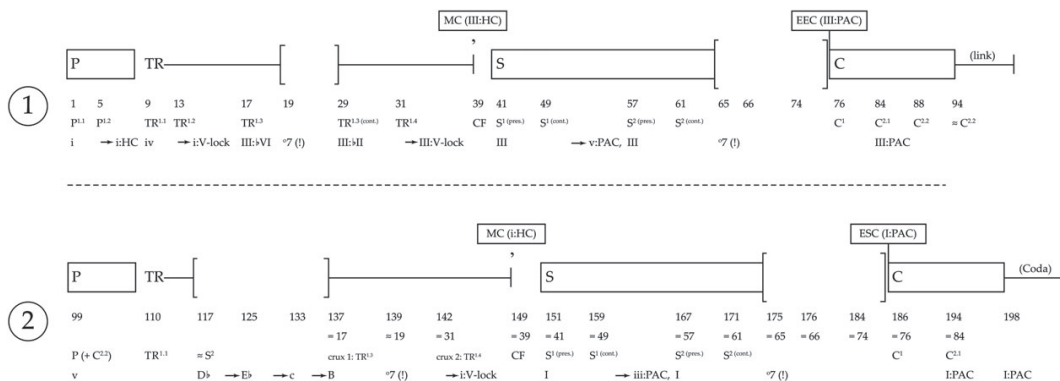 MC (III:HC) EEC (III:PAC)
,
P TR S C (link)
1
1 5 9 13 17 19 29 31 39 41 49 57 61 65 66 74 76 84 88 94
P1.1 P1.2 TR1.1 TR1.2 TR1.3 TR1.3 (cont.) TR1.4 CF S1 (pres.) S1 (cont.) S2 (pres.) S2 (cont.) C1 C2.1 C2.2 ≈ C2.2
i → i:HC iv → i:V-lock III:♭VI °7 (!) III:♭II → III:V-lock III → v:PAC, III °7 (!) III:PAC
MC (i:HC) ESC (I:PAC)
,
P TR S C (Coda)
2
99 110 117 125 133 137 139 142 149 151 159 167 171 175 176 184 186 194 198
= 17 = 19 = 31 = 39 = 41 = 49 = 57 = 61 = 65 = 66 = 74 = 76 = 84
P (+ C2.2) TR1.1 ≈ S2 crux 1: TR1.3 crux 2: TR1.4 CF S1 (pres.) S1 (cont.) S2 (pres.) S2 (cont.) C1 C2.1
v D♭ → E♭ → c → B °7 (!) → i:V-lock I → iii:PAC, I °7 (!) I:PAC I:PAC